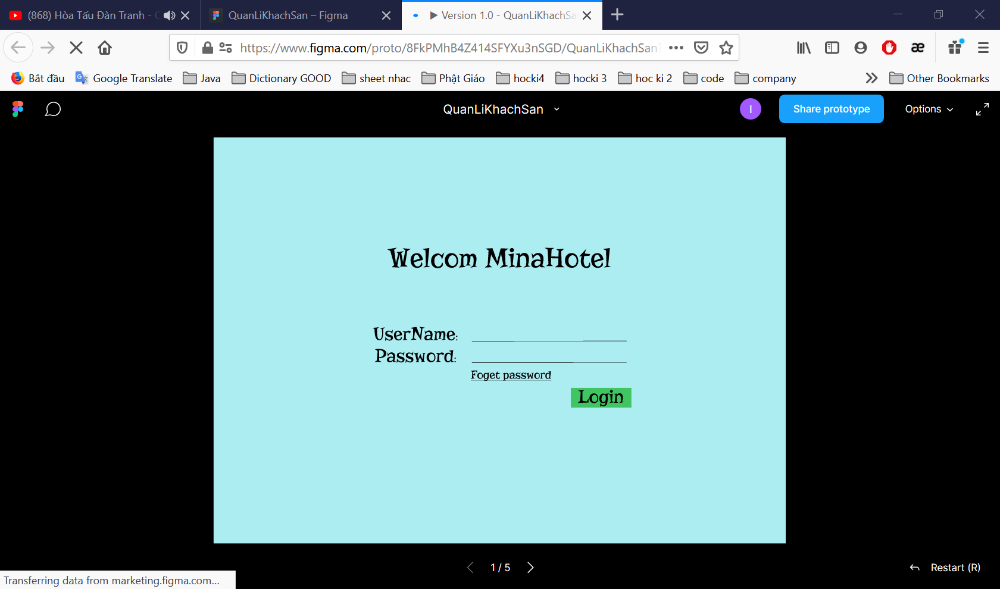 (868) Hòa Tấu Đàn Tranh -
QuanLiKhachSan – Figma
Version 1.0 - QuanLiKhachSa
https://www.figma.com/proto/8FkPMhB4Z414SFYXu3nSGD/QuanLiKhachSan?
Bắt đầu
Google Translate
Java
Dictionary GOOD
sheet nhac
Phật Giáo
hocki4
hocki 3
hoc ki 2
code
company
Other Bookmarks
QuanLiKhachSan
I
Share prototype
Options
Welcom MinaHotel
UserName:
Password:
Foget password
Login
1 / 5
Restart (R)
Transferring data from marketing.figma.com...